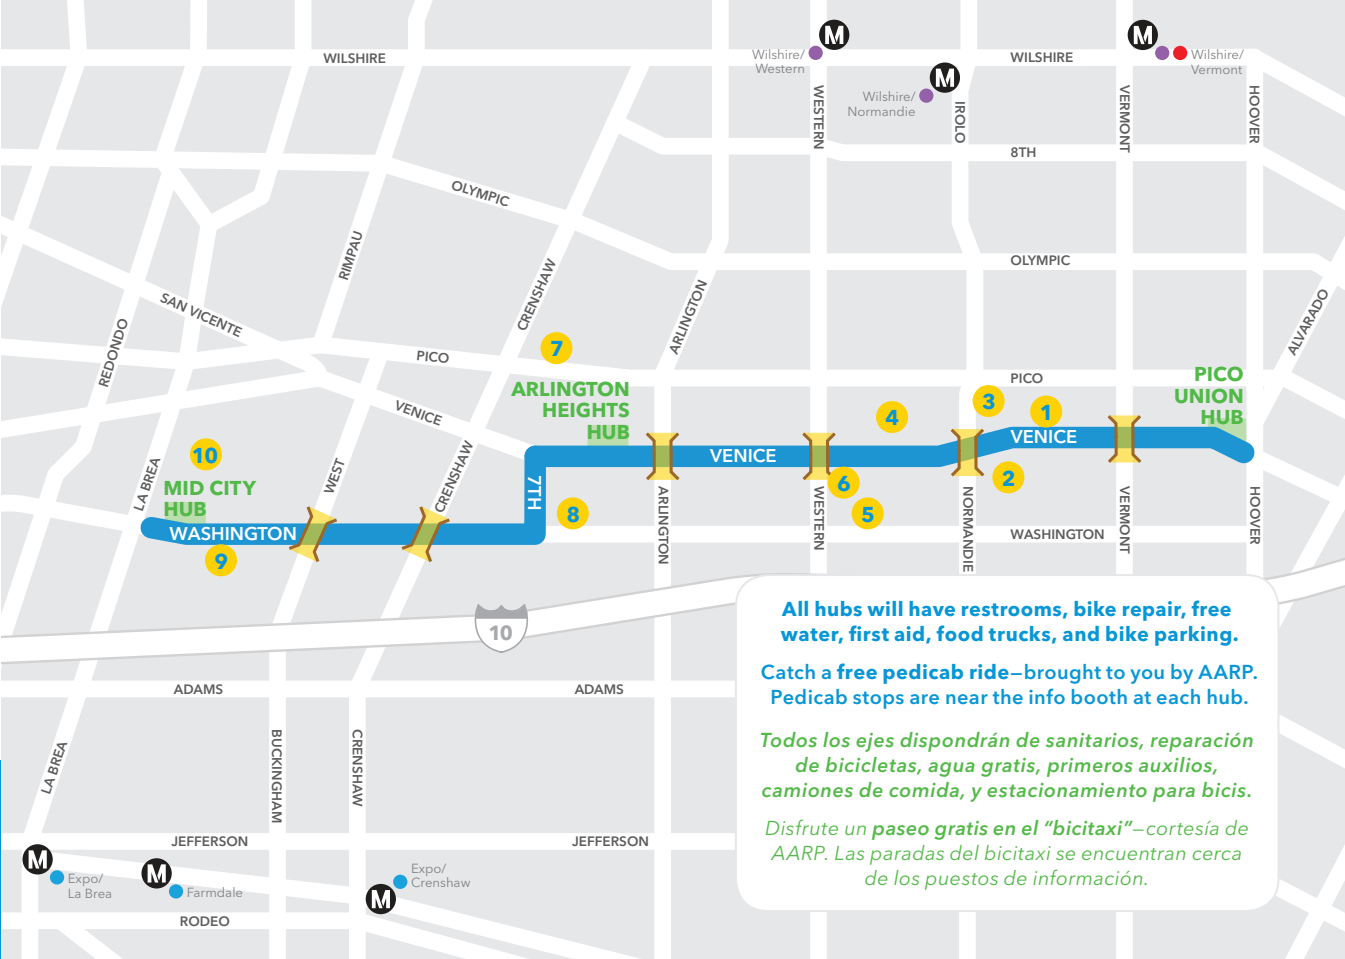 WILSHIRE
Wilshire/
Western
M
M
Wilshire/
Normandie
WILSHIRE
M
Wilshire/
Vermont
WESTERN
IROLO
VERMONT
HOOVER
8TH
OLYMPIC
RIMPAU
CRENSHAW
OLYMPIC
SAN VICENTE
REDONDO
ARLINGTON
ALVARADO
PICO
7
ARLINGTON
HEIGHTS
HUB
PICO
PICO
UNION
HUB
VENICE
3
1
4
VENICE
VENICE
10
MID CITY
HUB
LA BREA
WEST
CRENSHAW
7TH
8
6
5
2
WASHINGTON
9
ARLINGTON
WESTERN
NORMANDIE
WASHINGTON
VERMONT
HOOVER
10
ADAMS
ADAMS
LA BREA
BUCKINGHAM
CRENSHAW
JEFFERSON
JEFFERSON
M
Expo/
La Brea
M
Farmdale
Expo/
Crenshaw
M
RODEO
All hubs will have restrooms, bike repair, free
water, first aid, food trucks, and bike parking.
Catch a free pedicab ride—brought to you by AARP.
Pedicab stops are near the info booth at each hub.
Todos los ejes dispondrán de sanitarios, reparación
de bicicletas, agua gratis, primeros auxilios,
camiones de comida, y estacionamiento para bicis.
Disfrute un paseo gratis en el “bicitaxi”—cortesía de
AARP. Las paradas del bicitaxi se encuentran cerca
de los puestos de información.